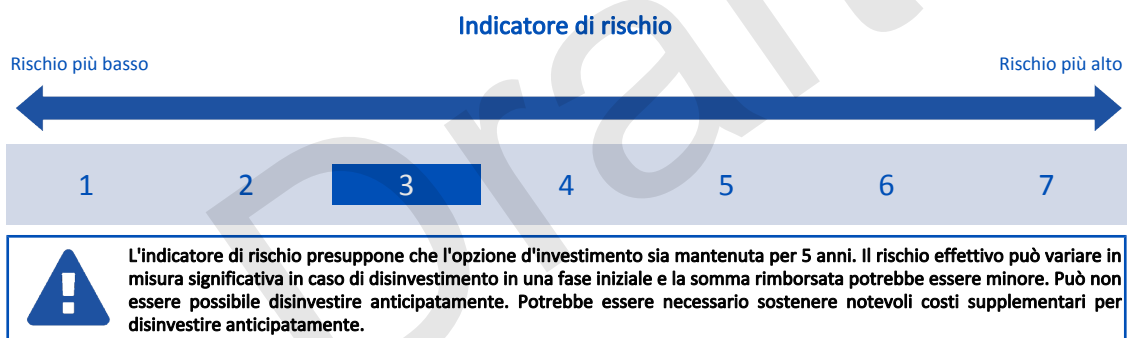 Indicatore di rischio
Rischio più basso
Rischio più alto
1 2 3 4 5 6 7
L'indicatore di rischio presuppone che l'opzione d'investimento sia mantenuta per 5 anni. Il rischio effettivo può variare in
misura significativa in caso di disinvestimento in una fase iniziale e la somma rimborsata potrebbe essere minore. Può non
essere possibile disinvestire anticipatamente. Potrebbe essere necessario sostenere notevoli costi supplementari per
disinvestire anticipatamente.
Draft